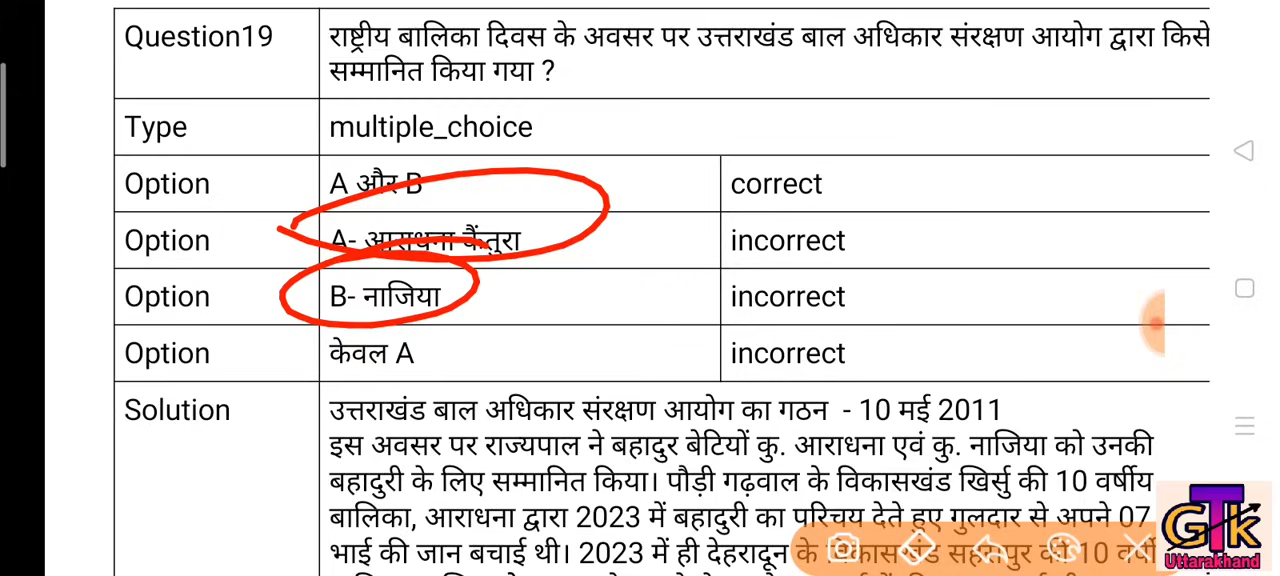 Question19 राष्ट्रीय बालिका दिवस के अवसर पर उत्तराखंड बाल अधिकार संरक्षण आयोग द्वारा किसे
सम्मानित किया गया ?
Type multiple_choice
Option A और B correct
Option A- आराधना कैंतुरा incorrect
Option B- नाजिया incorrect
Option केवल A incorrect
Solution उत्तराखंड बाल अधिकार संरक्षण आयोग का गठन - 10 मई 2011
इस अवसर पर राज्यपाल ने बहादुर बेटियों कु. आराधना एवं कु. नाजिया को उनकी
बहादुरी के लिए सम्मानित किया। पौड़ी गढ़वाल के विकासखंड खिर्सु की 10 वर्षीय
बालिका, आराधना द्वारा 2023 में बहादुरी का परिचय देते हुए गुलदार से अपने 07
भाई की जान बचाई थी। 2023 में ही देहरादून के विकासखंड सहसपुर की 10
GTK
Uttarakhand